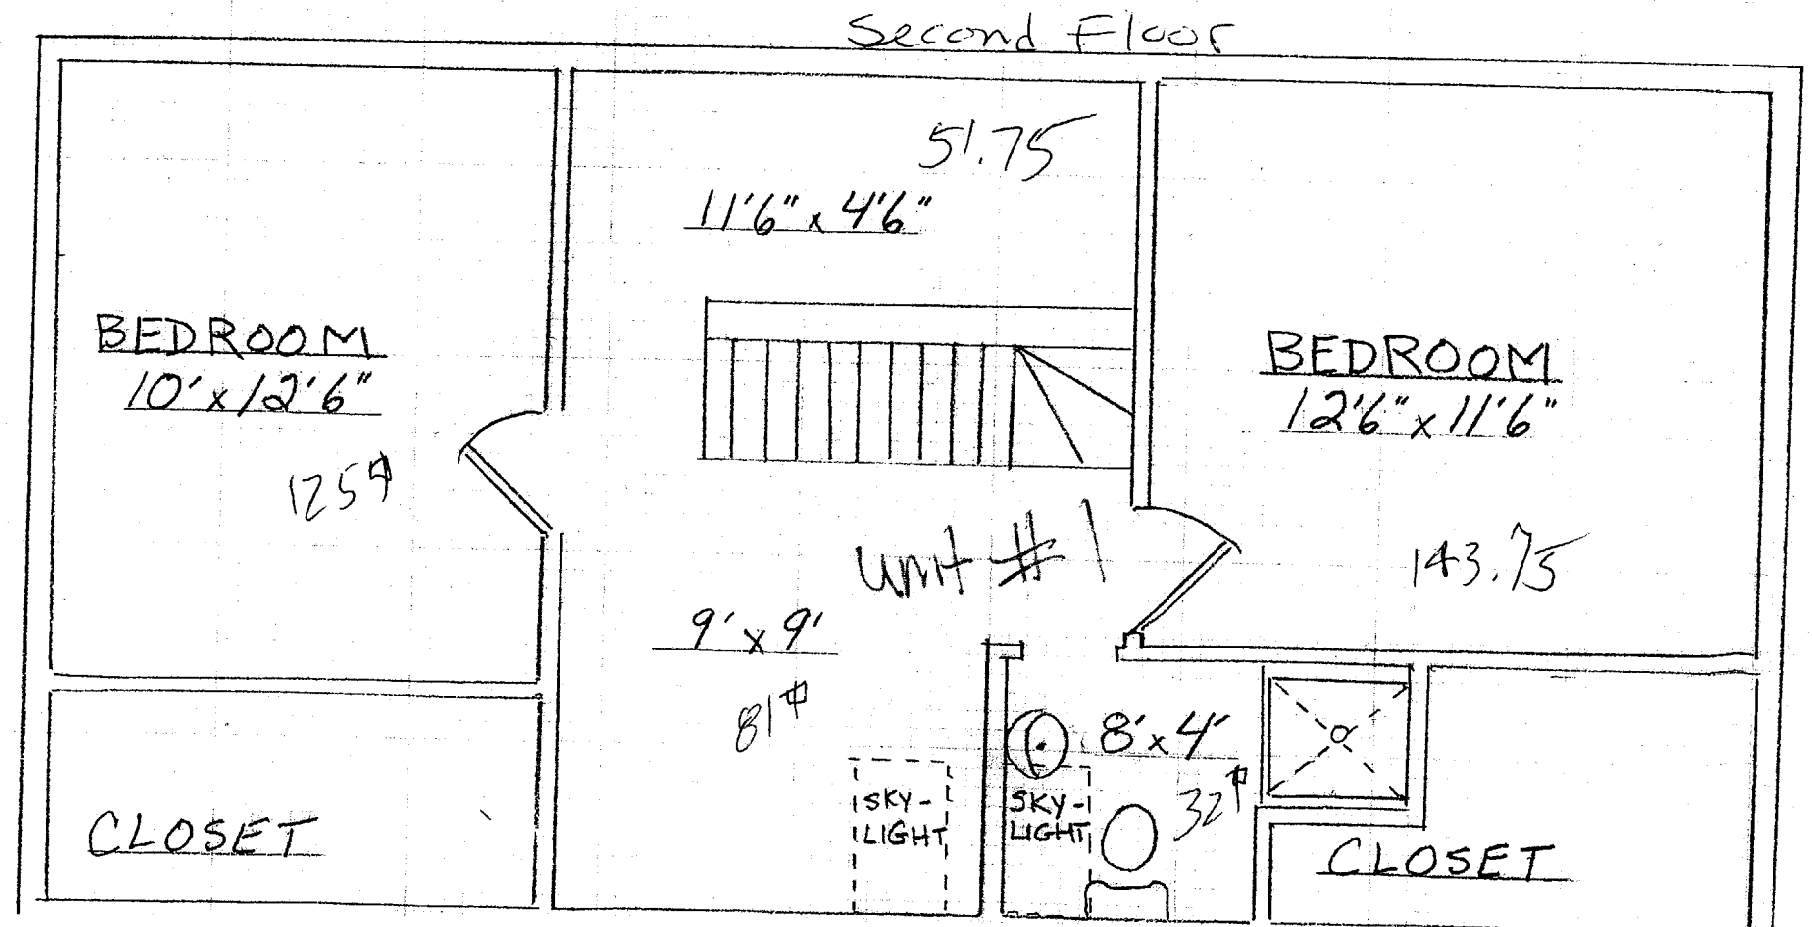 Second Floor
51.75
11'6" x 4'6"
BEDROOM
10' x 12'6"
125⌽
BEDROOM
12'6" x 11'6"
143.75
unit #1
9' x 9'
81⌽
8' x 4'
32⌽
SKY-
LIGHT
SKY-
LIGHT
CLOSET
CLOSET